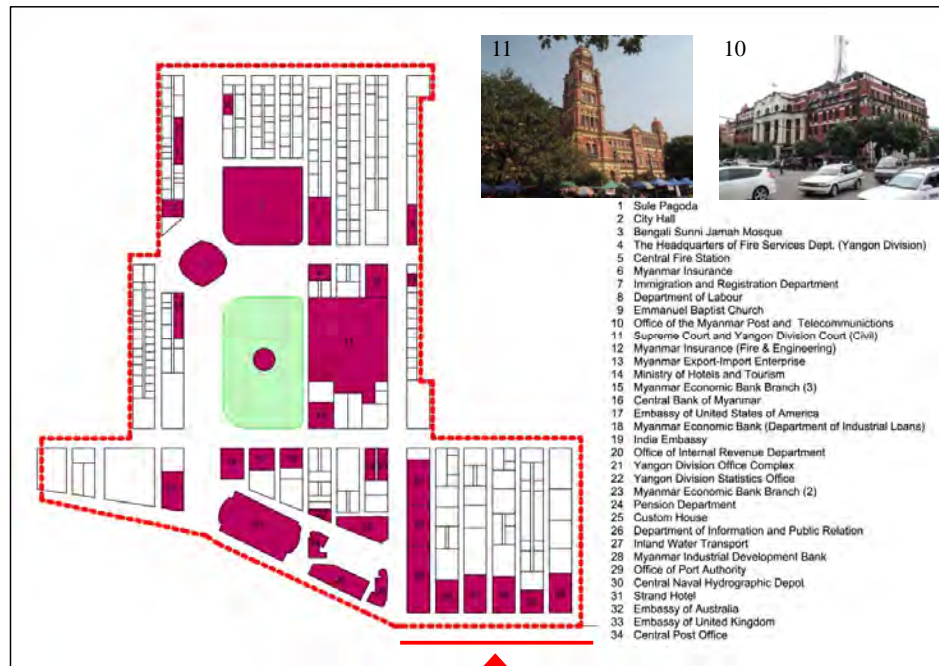 11
10
1 Sule Pagoda
2 City Hall
3 Bengali Sunni Jamah Mosque
4 The Headquarters of Fire Services Dept. (Yangon Division)
5 Central Fire Station
6 Myanmar Insurance
7 Immigration and Registration Department
8 Department of Labour
9 Emmanuel Baptist Church
10 Office of the Myanmar Post and Telecommunictions
11 Supreme Court and Yangon Division Court (Civil)
12 Myanmar Insurance (Fire & Engineering)
13 Myanmar Export-Import Enterprise
14 Ministry of Hotels and Tourism
15 Myanmar Economic Bank Branch (3)
16 Central Bank of Myanmar
17 Embassy of United States of America
18 Myanmar Economic Bank (Department of Industrial Loans)
19 India Embassy
20 Office of Internal Revenue Department
21 Yangon Division Office Complex
22 Yangon Division Statistics Office
23 Myanmar Economic Bank Branch (2)
24 Pension Department
25 Custom House
26 Department of Information and Public Relation
27 Inland Water Transport
28 Myanmar Industrial Development Bank
29 Office of Port Authority
30 Central Naval Hydrographic Depot
31 Strand Hotel
32 Embassy of Australia
33 Embassy of United Kingdom
34 Central Post Office
11